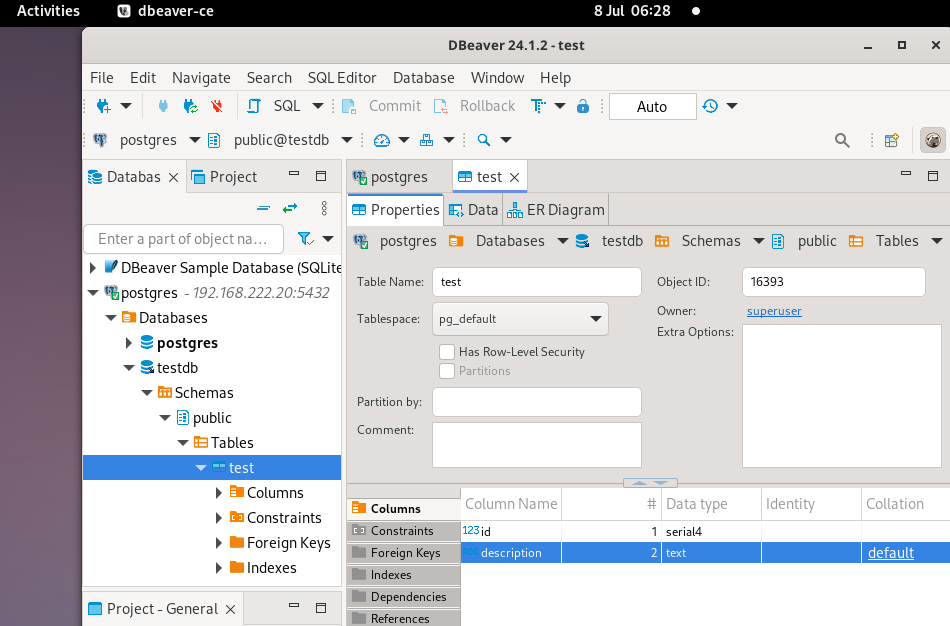 Activities dbeaver-ce 8 Jul 06:28
DBeaver 24.1.2 - test
File Edit Navigate Search SQL Editor Database Window Help
SQL Commit Rollback Auto
postgres public@testdb
Databas Project
Enter a part of object na…
DBeaver Sample Database (SQLite
postgres - 192.168.222.20:5432
Databases
postgres
testdb
Schemas
public
Tables
test
Columns
Constraints
Foreign Keys
Indexes
Project - General
postgres test
Properties Data ER Diagram
postgres Databases testdb Schemas public Tables
Table Name: test
Tablespace: pg_default
Has Row-Level Security
Partitions
Partition by:
Comment:
Object ID: 16393
Owner: superuser
Extra Options:
Columns
Constraints
Foreign Keys
Indexes
Dependencies
References
Column Name # Data type Identity Collation
123 id 1 serial4
description 2 text default